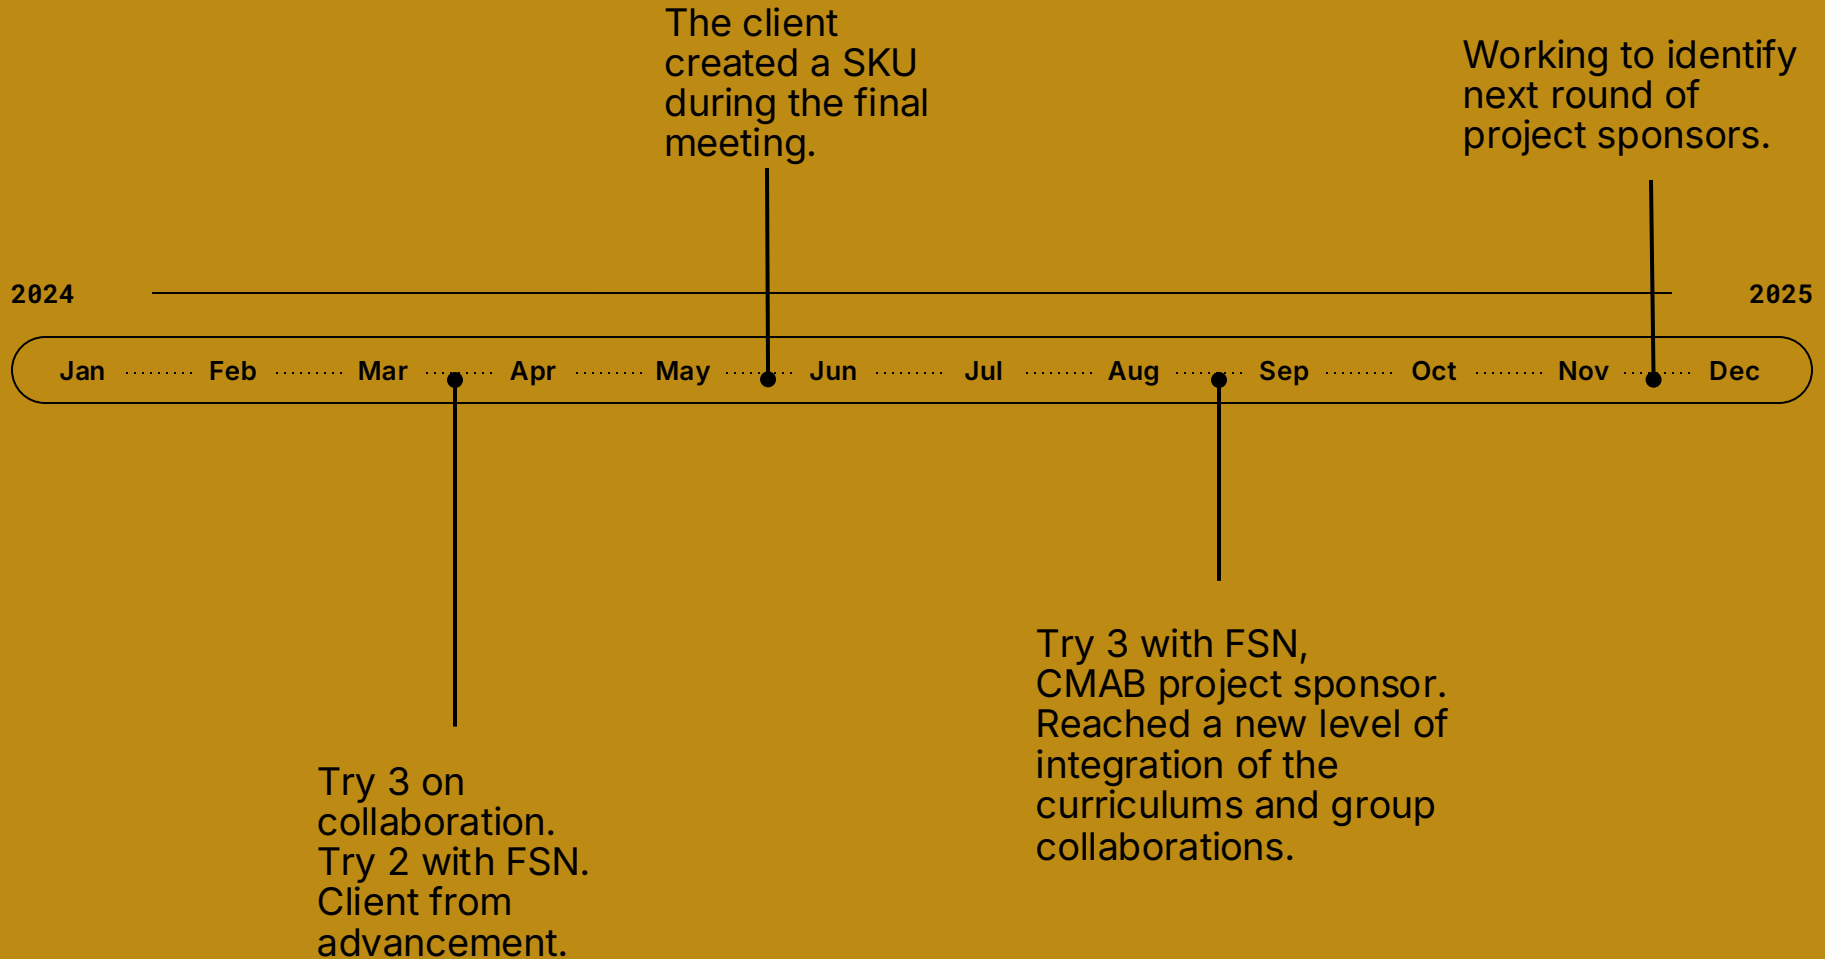 The client
created a SKU
during the final
meeting.
Working to identify
next round of
project sponsors.
2024
2025
Jan Feb Mar Apr May Jun Jul Aug Sep Oct Nov Dec
Try 3 with FSN,
CMAB project sponsor.
Reached a new level of
integration of the
curriculums and group
collaborations.
Try 3 on
collaboration.
Try 2 with FSN.
Client from
advancement.